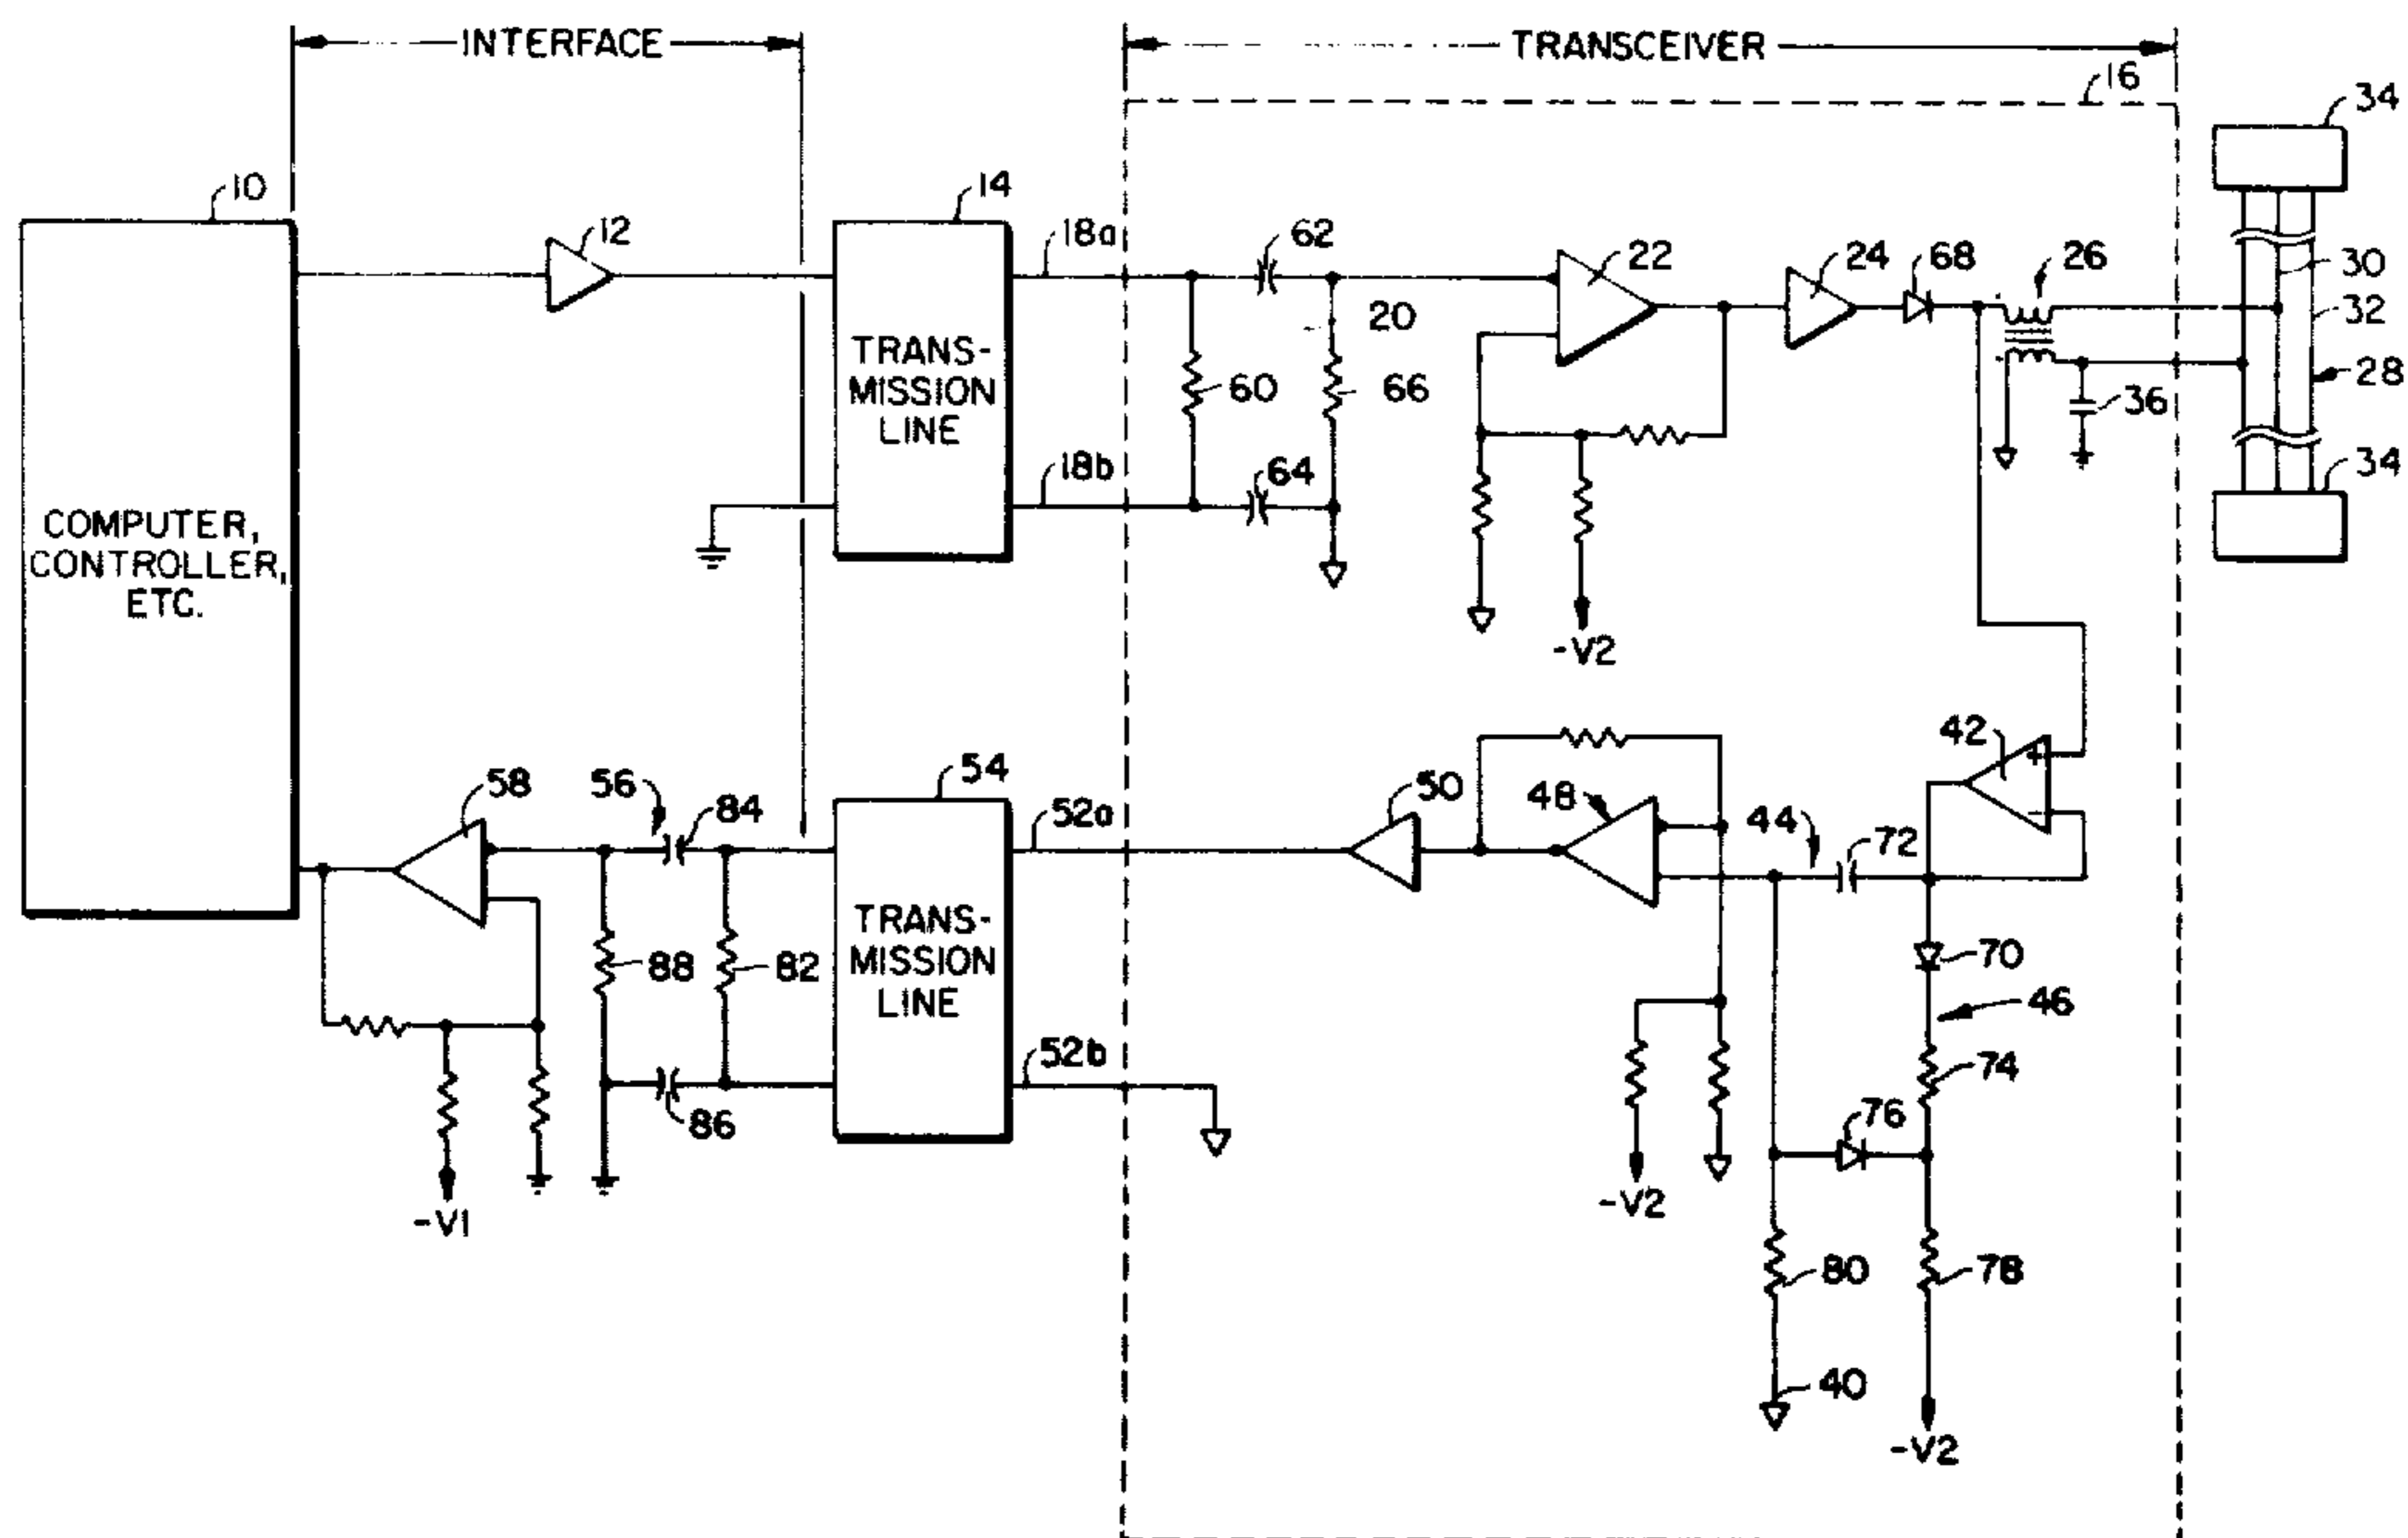 INTERFACE
TRANSCEIVER
16
34
10
12
14
18a
62
22
24
68
26
30
20
32
TRANS-
MISSION
LINE
60
66
36
28
18b
64
34
COMPUTER,
CONTROLLER,
ETC.
-V2
42
+
-
58
56
84
54
52a
50
48
44
72
88
82
TRANS-
MISSION
LINE
70
46
52b
74
86
76
-V1
-V2
80
78
40
-V2